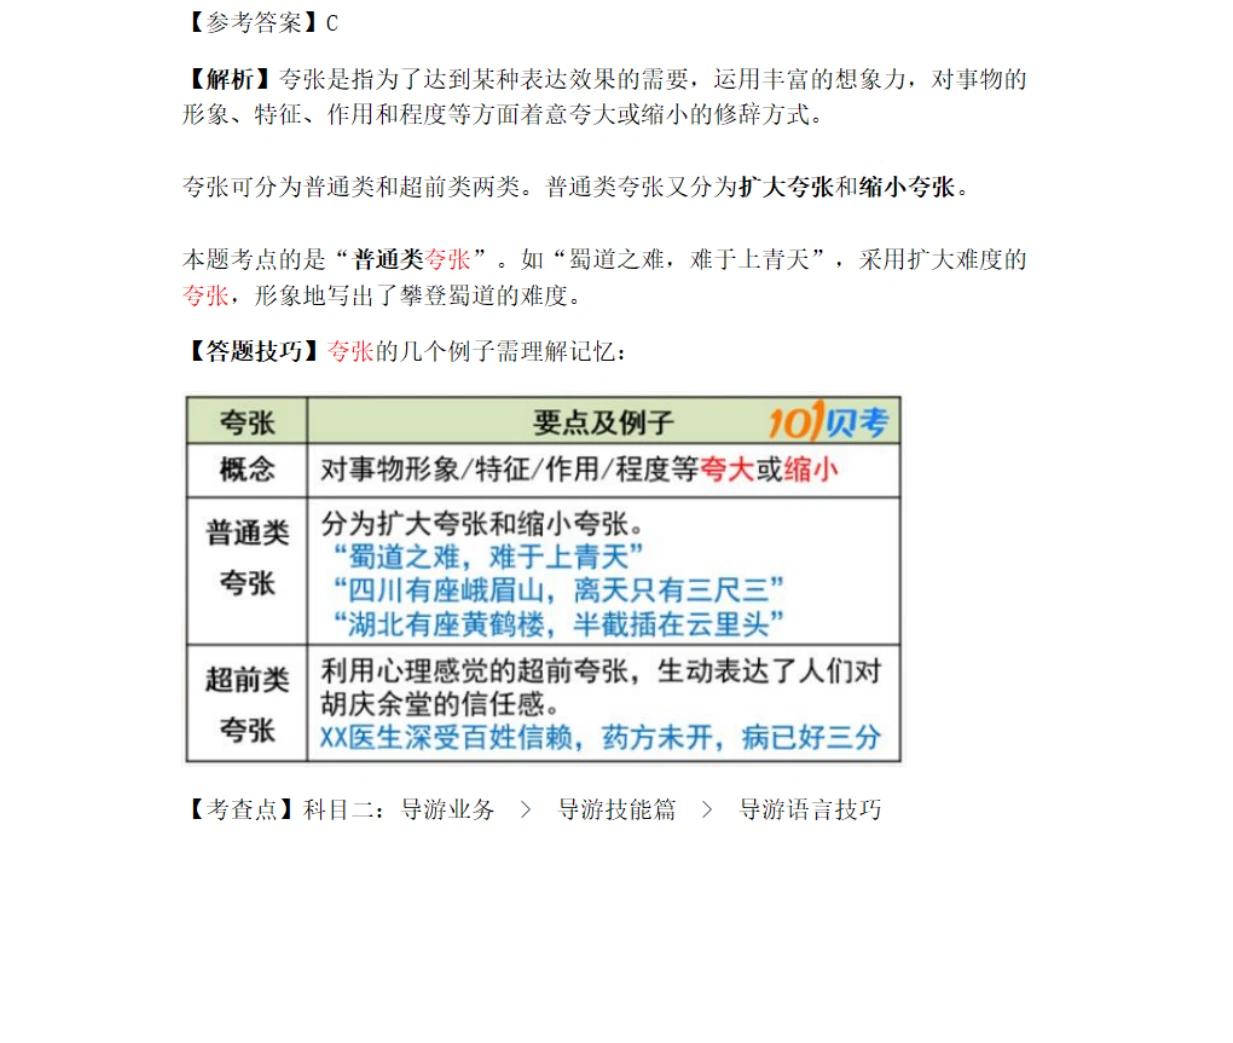 【参考答案】C
【解析】夸张是指为了达到某种表达效果的需要，运用丰富的想象力，对事物的
形象、特征、作用和程度等方面着意夸大或缩小的修辞方式。
夸张可分为普通类和超前类两类。普通类夸张又分为扩大夸张和缩小夸张。
本题考点的是“普通类夸张”。如“蜀道之难，难于上青天”，采用扩大难度的
夸张，形象地写出了攀登蜀道的难度。
【答题技巧】夸张的几个例子需理解记忆：
夸张 要点及例子 101贝考
概念 对事物形象/特征/作用/程度等夸大或缩小
普通类
夸张
分为扩大夸张和缩小夸张。
“蜀道之难，难于上青天”
“四川有座峨眉山，离天只有三尺三”
“湖北有座黄鹤楼，半截插在云里头”
超前类
夸张
利用心理感觉的超前夸张，生动表达了人们对
胡庆余堂的信任感。
XX医生深受百姓信赖，药方未开，病已好三分
【考查点】科目二：导游业务 > 导游技能篇 > 导游语言技巧